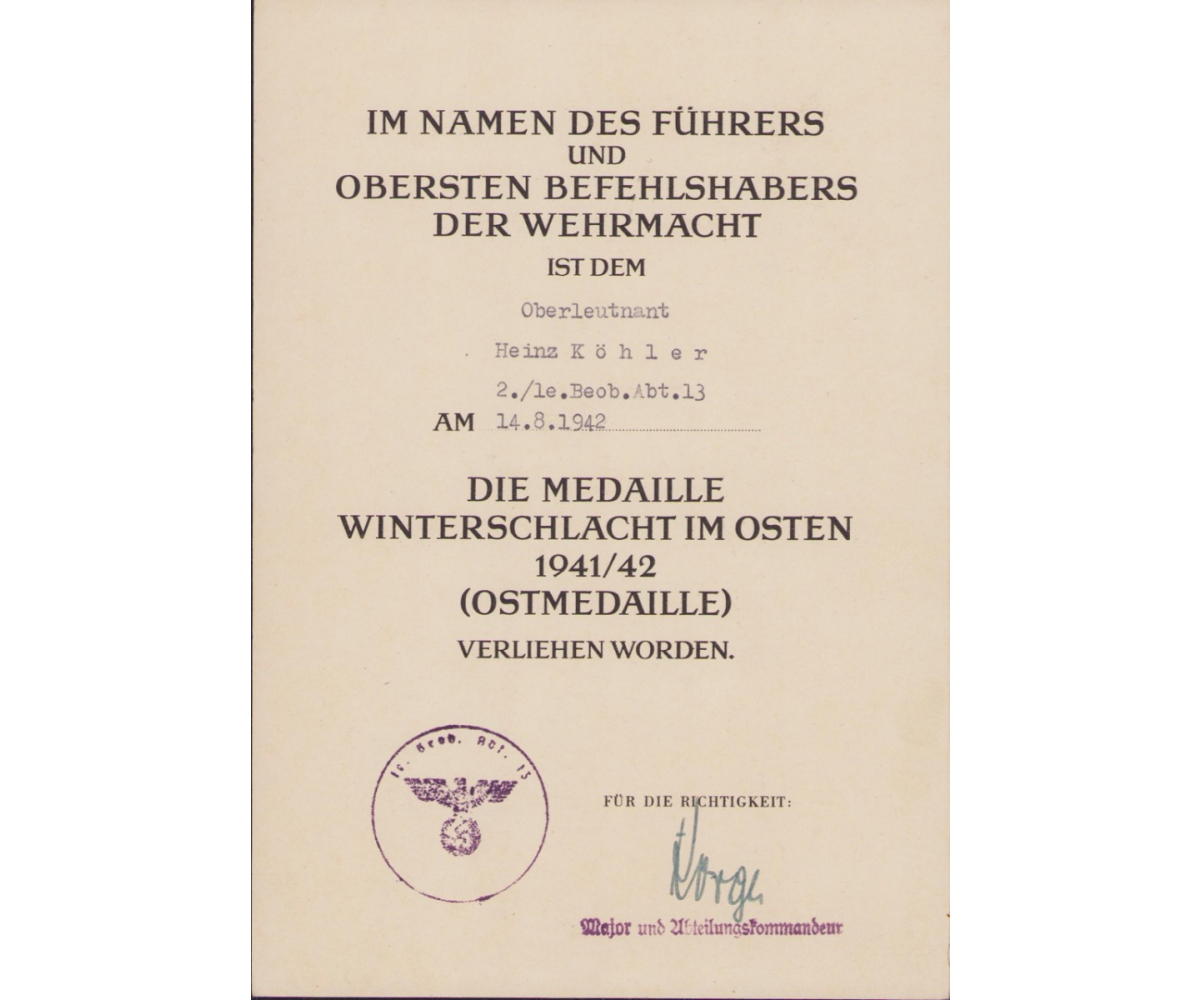 IM NAMEN DES FÜHRERS
UND
OBERSTEN BEFEHLSHABERS
DER WEHRMACHT
IST DEM
Oberleutnant
Heinz K ö h l e r
2./le.Beob.Abt.13
AM 14.8.1942
DIE MEDAILLE
WINTERSCHLACHT IM OSTEN
1941/42
(OSTMEDAILLE)
VERLIEHEN WORDEN.
le. Beob. Abt. 13
FÜR DIE RICHTIGKEIT:
Major und Abteilungskommandeur